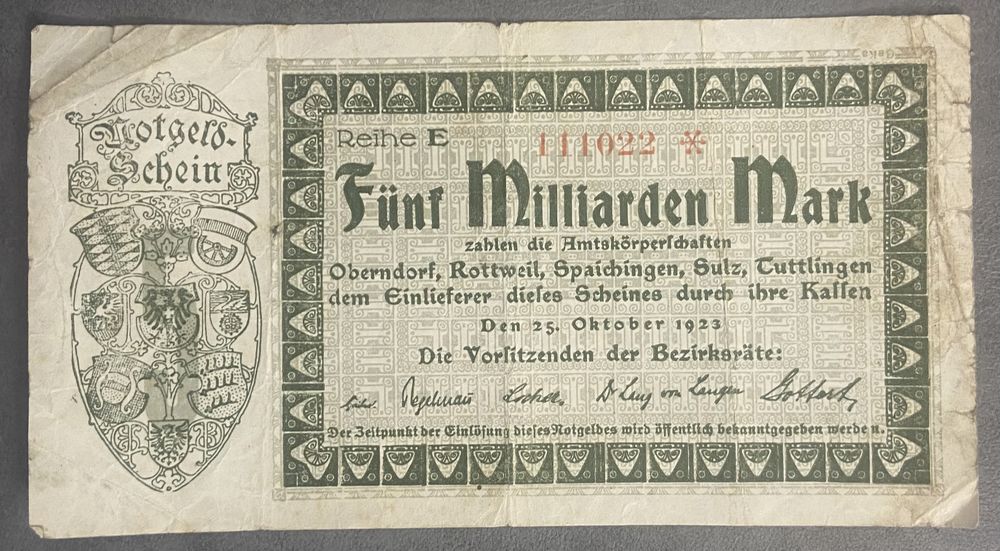 Notgeld-
Schein
Reihe E 111022 *
Fünf Milliarden Mark
zahlen die Amtskörperschaften
Oberndorf, Rottweil, Spaichingen, Sulz, Tuttlingen
dem Einlieferer dieses Scheines durch ihre Kassen
Den 25. Oktober 1923
Die Vorsitzenden der Bezirksräte:
Der Zeitpunkt der Einlösung dieses Notgeldes wird öffentlich bekanntgegeben werden.